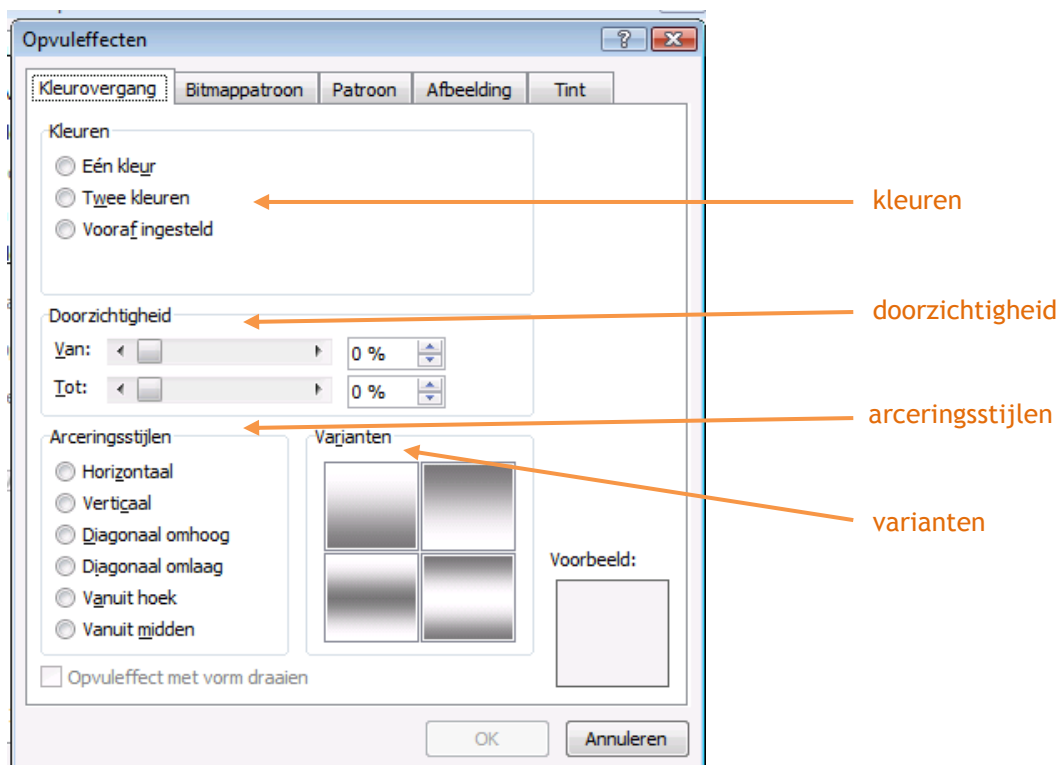 Opvuleffecten
Kleurovergang Bitmappatroon Patroon Afbeelding Tint
Kleuren
Eén kleur
Twee kleuren
Vooraf ingesteld
kleuren
Doorzichtigheid
doorzichtigheid
Van: 0 %
Tot: 0 %
arceringsstijlen
Arceringsstijlen
Horizontaal
Verticaal
Diagonaal omhoog
Diagonaal omlaag
Vanuit hoek
Vanuit midden
Varianten
varianten
Voorbeeld:
Opvuleffect met vorm draaien
OK Annuleren